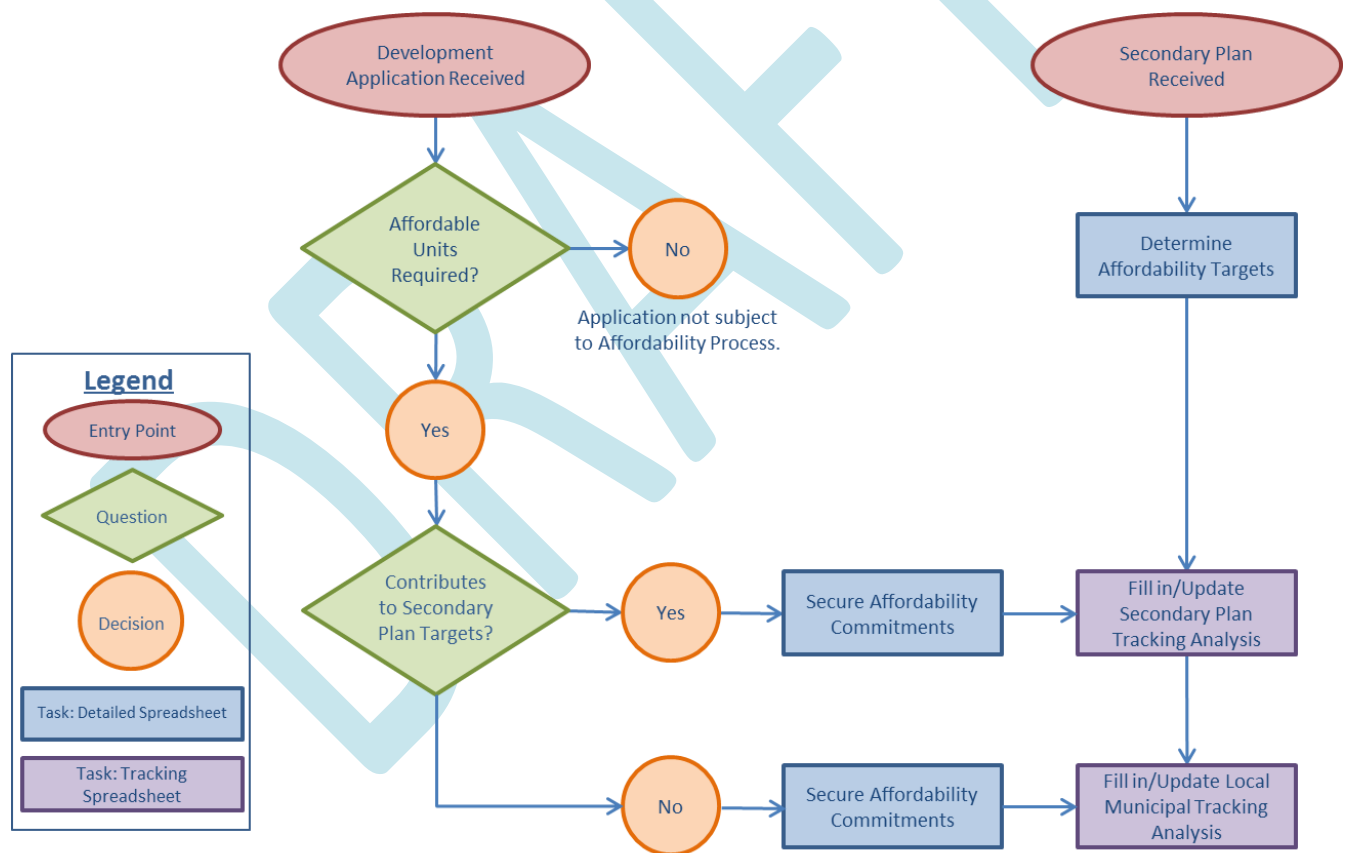 Development
Application Received
Secondary Plan
Received
Affordable
Units
Required?
No
Application not subject
to Affordability Process.
Determine
Affordability Targets
Yes
Contributes
to Secondary
Plan Targets?
Yes
Secure Affordability
Commitments
Fill in/Update
Secondary Plan
Tracking Analysis
No
Secure Affordability
Commitments
Fill in/Update Local
Municipal Tracking
Analysis
Legend
Entry Point
Question
Decision
Task: Detailed Spreadsheet
Task: Tracking
Spreadsheet
DRAFT